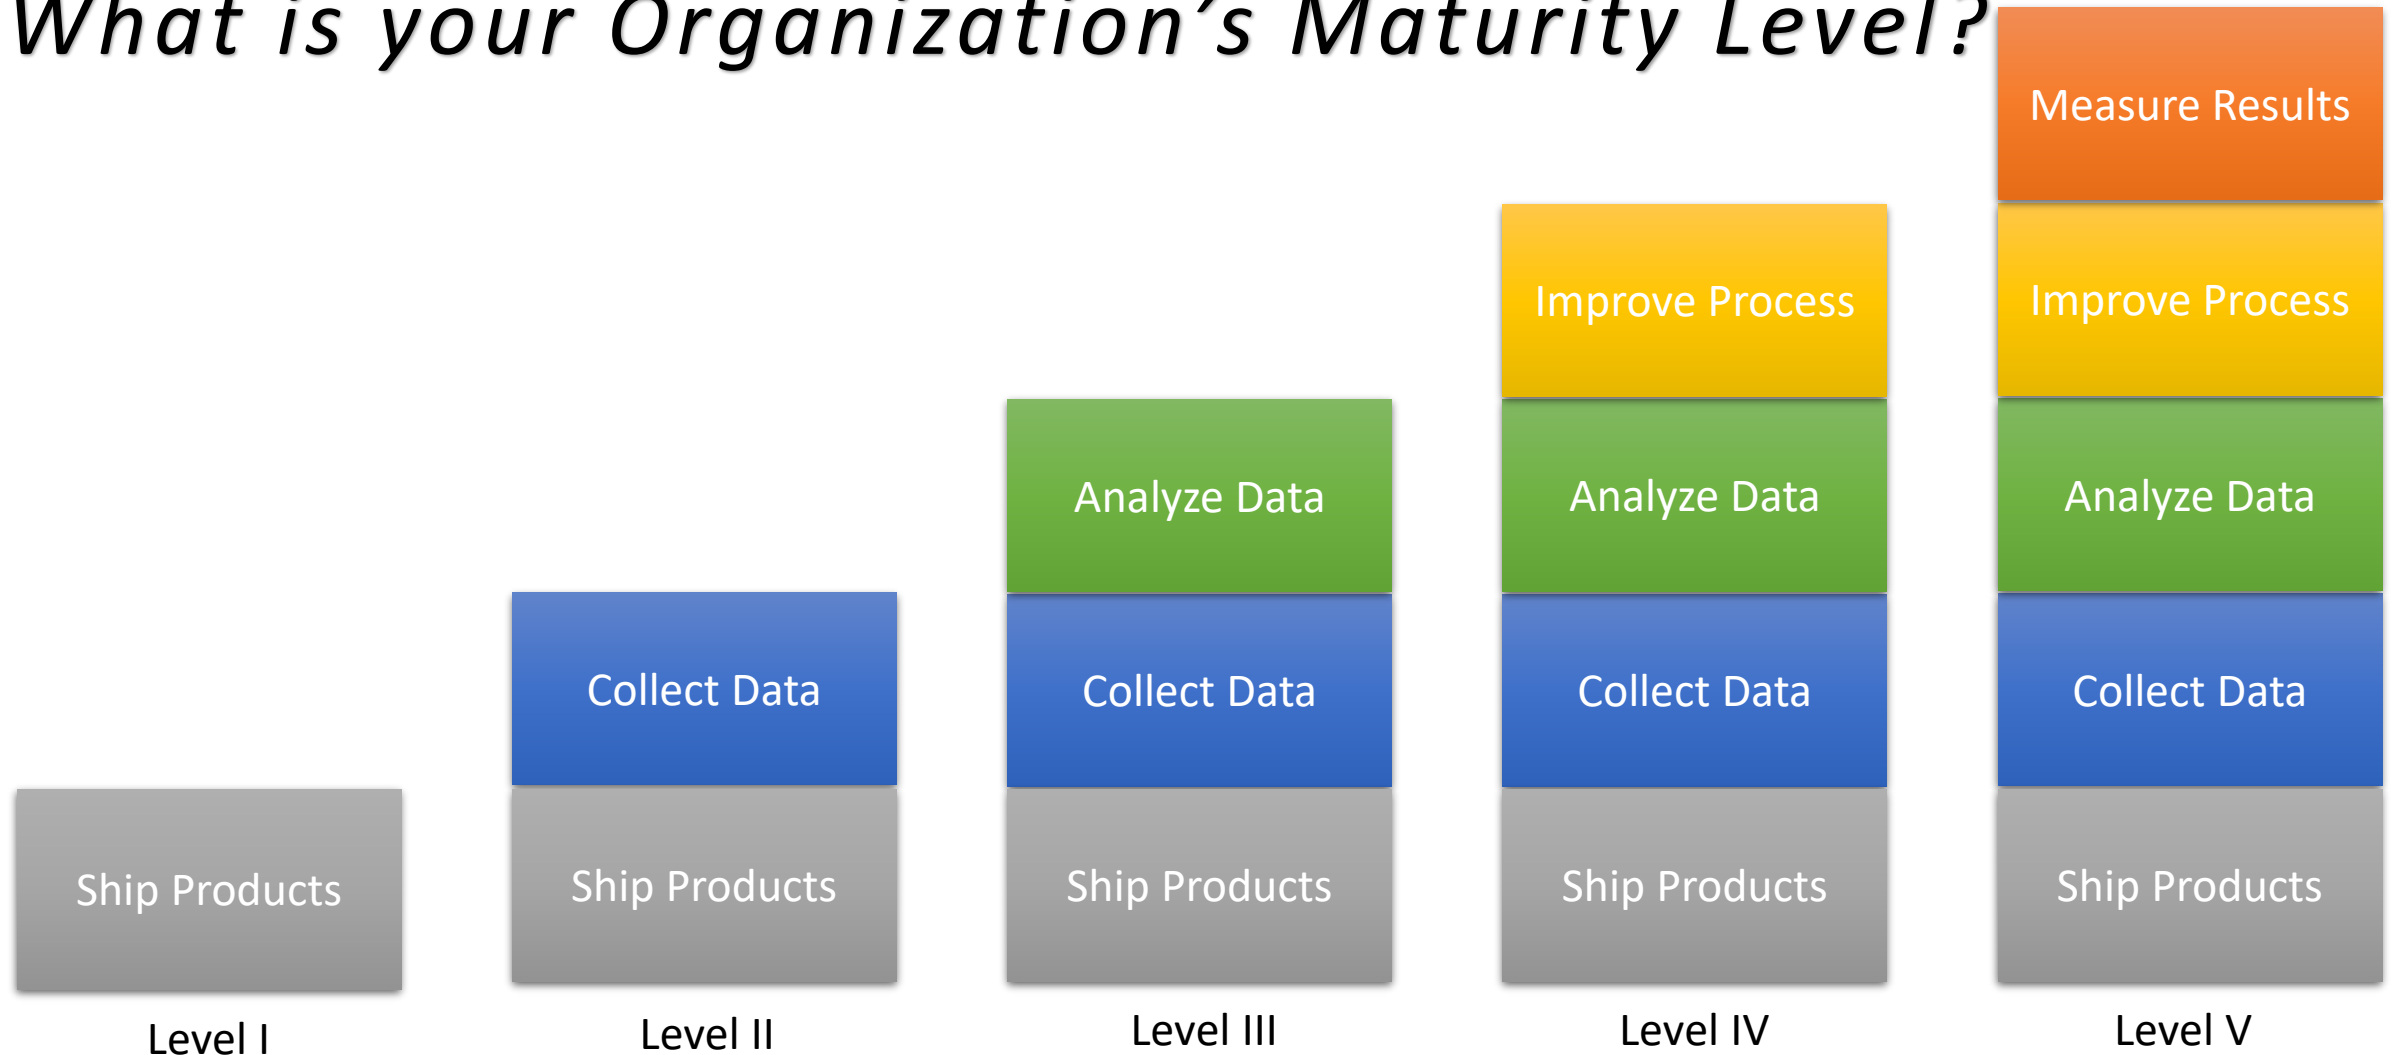 What is your Organization’s Maturity Level?
Measure Results
Improve Process
Improve Process
Analyze Data
Analyze Data
Analyze Data
Collect Data
Collect Data
Collect Data
Collect Data
Ship Products
Ship Products
Ship Products
Ship Products
Ship Products
Level I
Level II
Level III
Level IV
Level V